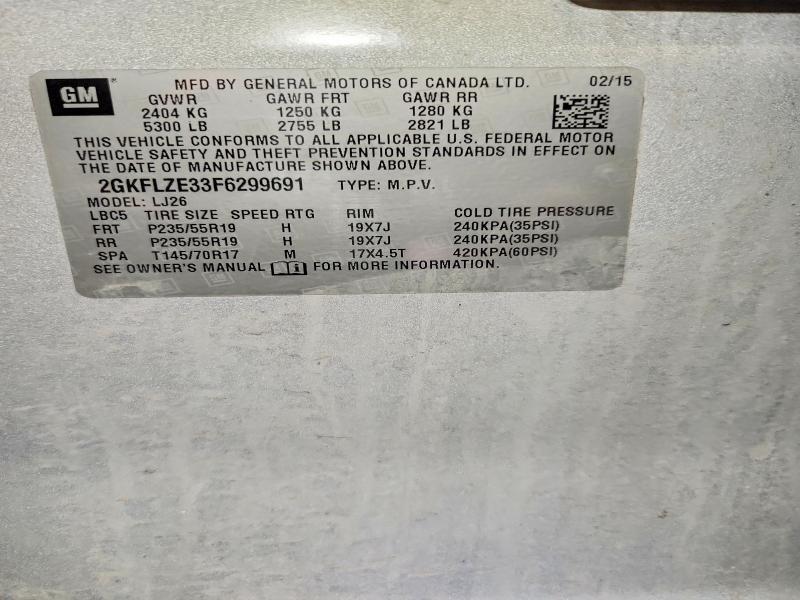 GM MFD BY GENERAL MOTORS OF CANADA LTD. 02/15
GVWR GAWR FRT GAWR RR
2404 KG 1250 KG 1280 KG
5300 LB 2755 LB 2821 LB
THIS VEHICLE CONFORMS TO ALL APPLICABLE U.S. FEDERAL MOTOR
VEHICLE SAFETY AND THEFT PREVENTION STANDARDS IN EFFECT ON
THE DATE OF MANUFACTURE SHOWN ABOVE.
2GKFLZE33F6299691 TYPE: M.P.V.
MODEL: LJ26
LBC5 TIRE SIZE SPEED RTG RIM COLD TIRE PRESSURE
FRT P235/55R19 H 19X7J 240KPA(35PSI)
RR P235/55R19 H 19X7J 240KPA(35PSI)
SPA T145/70R17 M 17X4.5T 420KPA(60PSI)
SEE OWNER'S MANUAL FOR MORE INFORMATION.